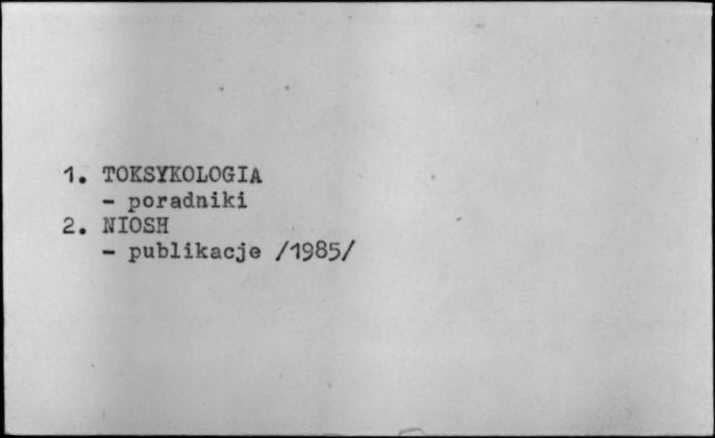 1. TOKSYKOLOGIA
- poradniki
2. NIOSH
- publikacje /1985/